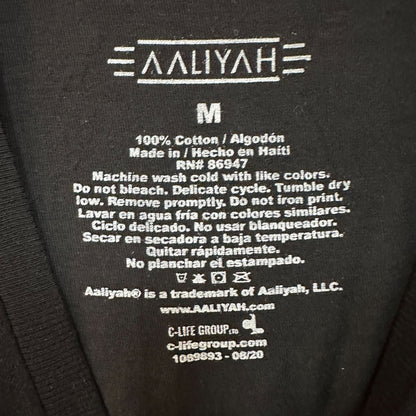 AALIYAH
M
100% Cotton / Algodón
Made in / Hecho en Haití
RN# 86947
Machine wash cold with like colors.
Do not bleach. Delicate cycle. Tumble dry
low. Remove promptly. Do not iron print.
Lavar en agua fría con colores similares.
Ciclo delicado. No usar blanqueador.
Secar en secadora a baja temperatura.
Quitar rápidamente.
No planchar el estampado.
Aaliyah® is a trademark of Aaliyah, LLC.
www.AALIYAH.com
C-LIFE GROUP LTD
c-lifegroup.com
1089893 - 08/20